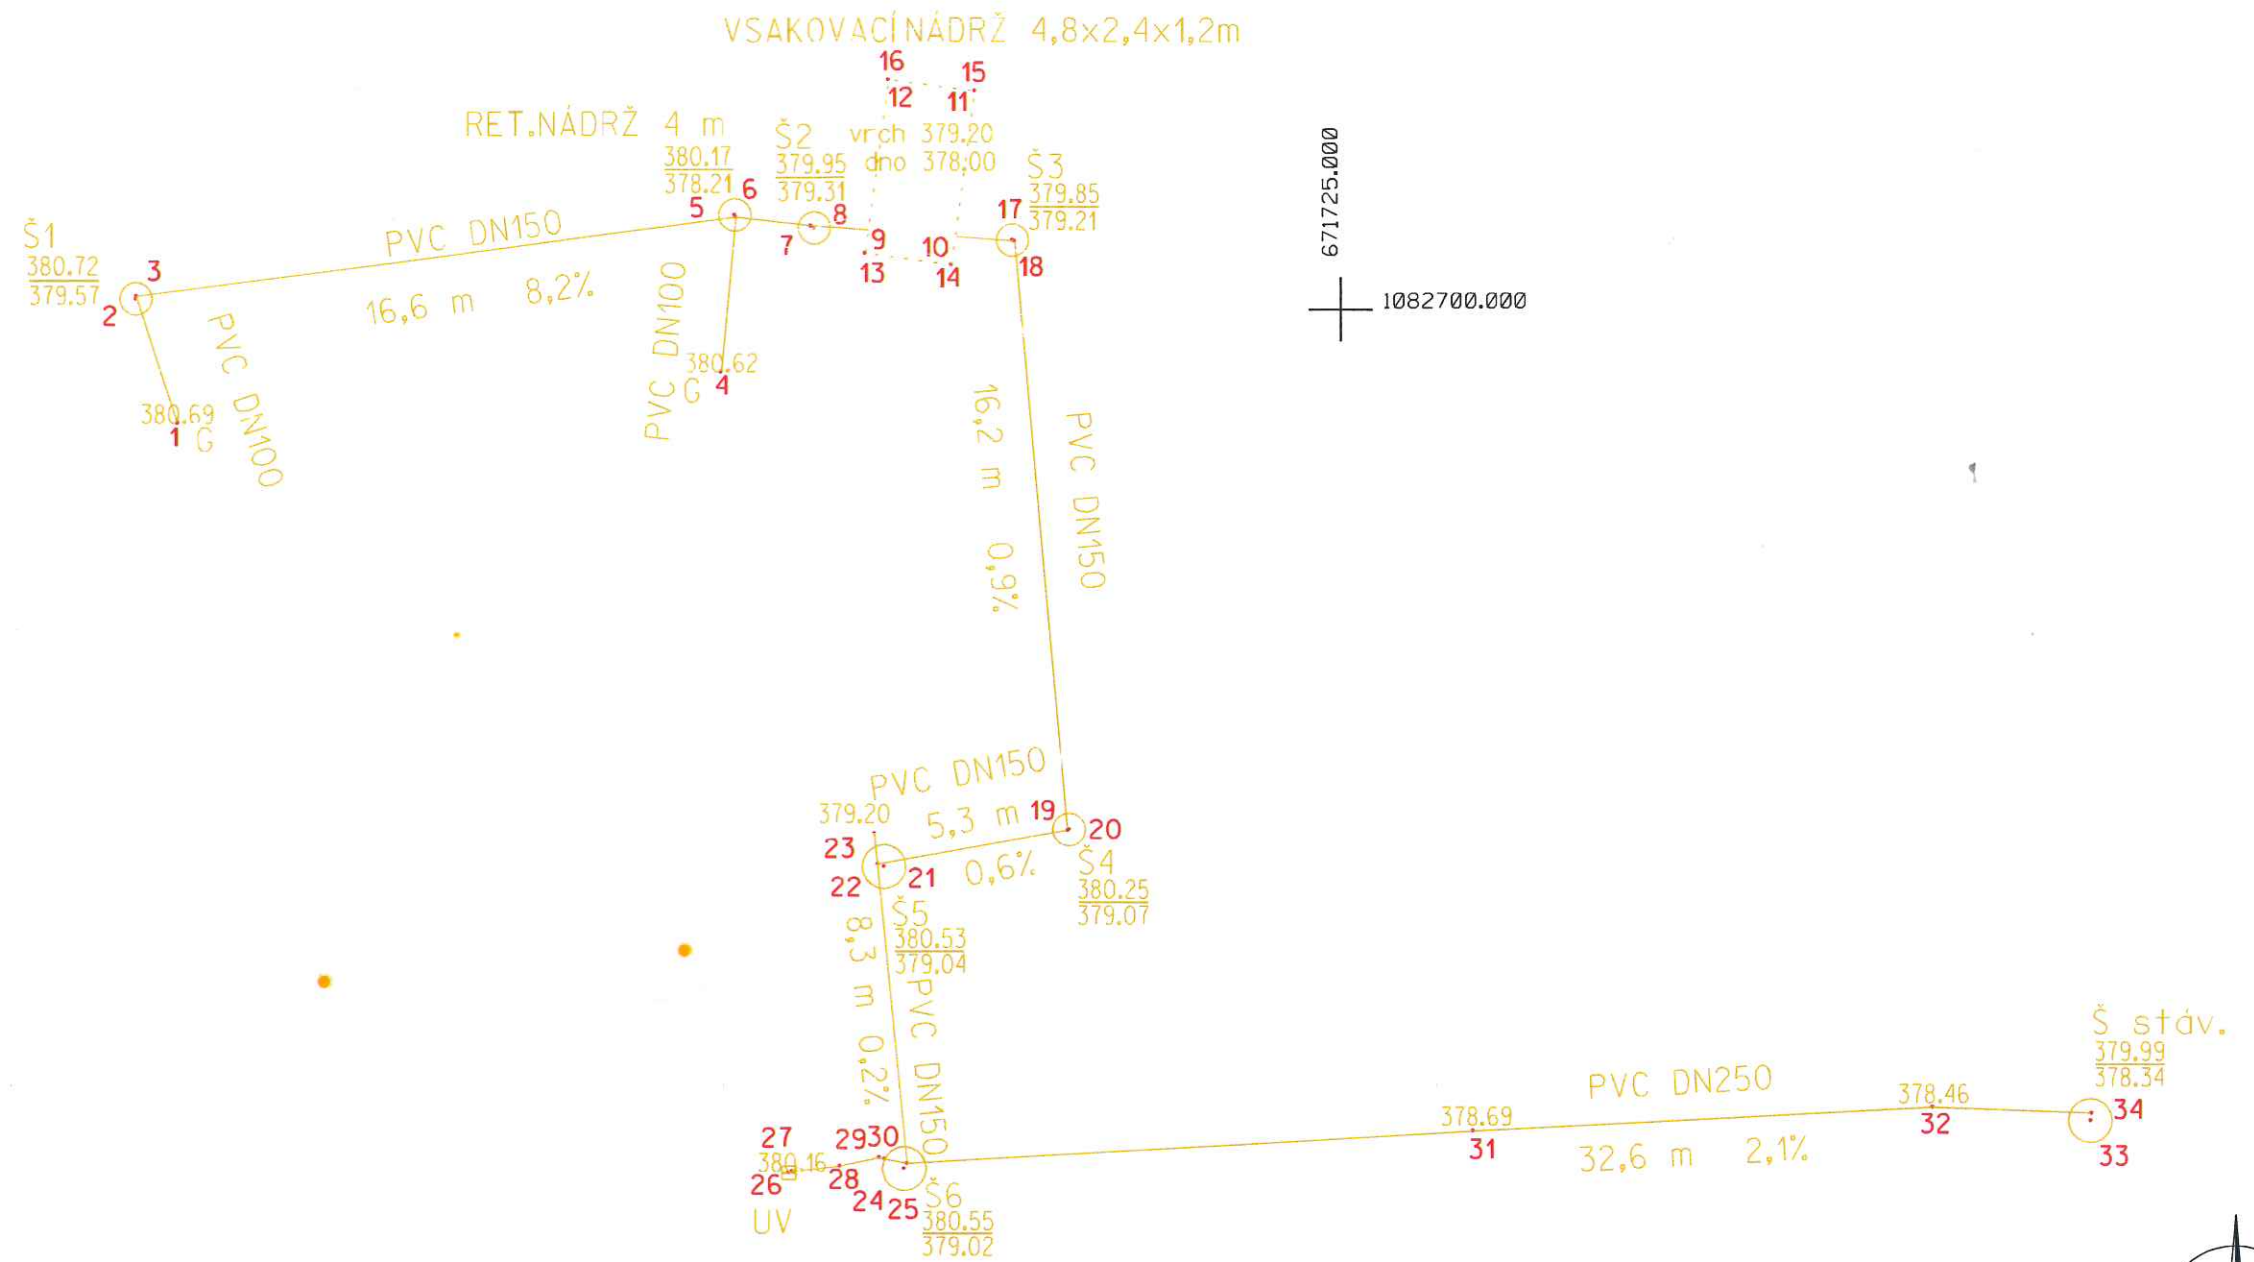 VSAKOVACÍ NÁDRŽ 4,8x2,4x1,2m
16
15
12
11
RET.NÁDRŽ 4 m
380.17
378.21
6
5
Š2
379.95
379.31
8
7
vrch 379.20
dno 378.00
Š3
379.85
379.21
17
18
9
10
13
14
671725.000
1082700.000
Š1
380.72
379.57
3
2
PVC DN150
16,6 m 8,2%
PVC DN100
380.69
1 G
PVC DN100
380.62
G 4
16,2 m 0,9%
PVC DN150
PVC DN150
5,3 m
0,6%
19
20
Š4
380.25
379.07
379.20
23
22
21
Š5
380.53
379.04
8,3 m 0,2%
PVC DN150
27
380.16
26
UV
28
29
30
24
25
Š6
380.55
379.02
378.69
31
PVC DN250
32,6 m 2,1%
378.46
32
Š stáv.
379.99
378.34
34
33